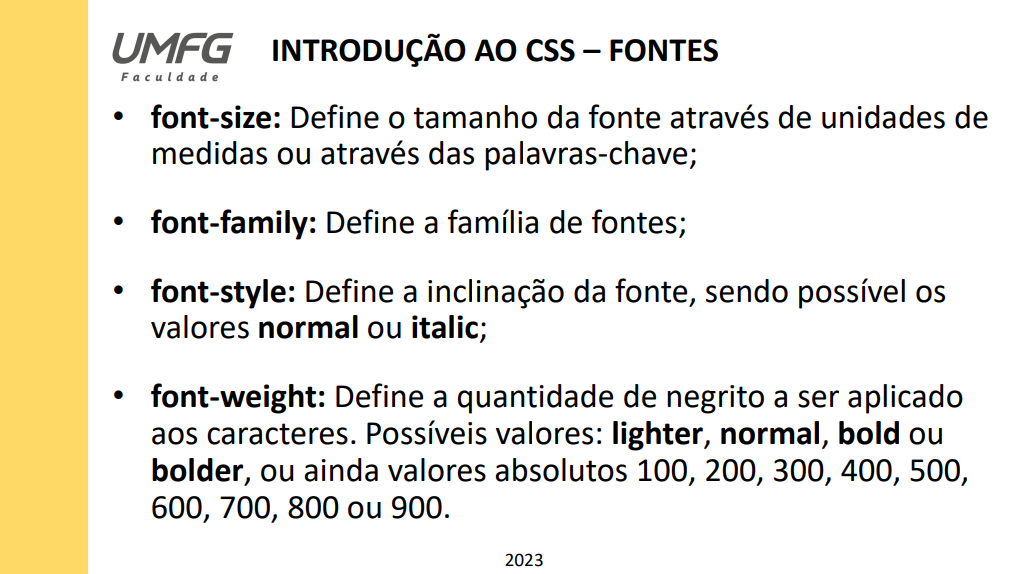 UMFG
Faculdade
INTRODUÇÃO AO CSS – FONTES
• font-size: Define o tamanho da fonte através de unidades de
medidas ou através das palavras-chave;
• font-family: Define a família de fontes;
• font-style: Define a inclinação da fonte, sendo possível os
valores normal ou italic;
• font-weight: Define a quantidade de negrito a ser aplicado
aos caracteres. Possíveis valores: lighter, normal, bold ou
bolder, ou ainda valores absolutos 100, 200, 300, 400, 500,
600, 700, 800 ou 900.
2023